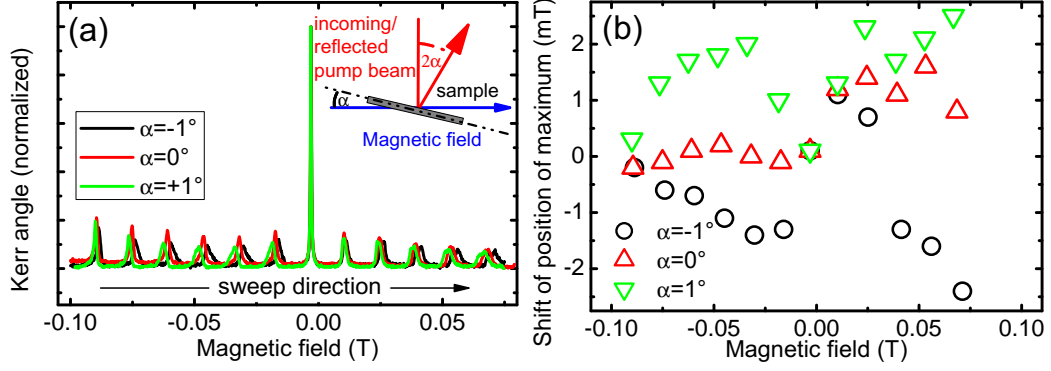 (a)
incoming/
reflected
pump beam
2α
sample
α
Magnetic field
α=-1°
α=0°
α=+1°
sweep direction
Kerr angle (normalized)
-0.10
-0.05
0.00
0.05
Magnetic field (T)
(b)
Shift of position of maximum (mT)
2
1
0
-1
-2
α=-1°
α=0°
α=1°
-0.10
-0.05
0.00
0.05
0.10
Magnetic field (T)